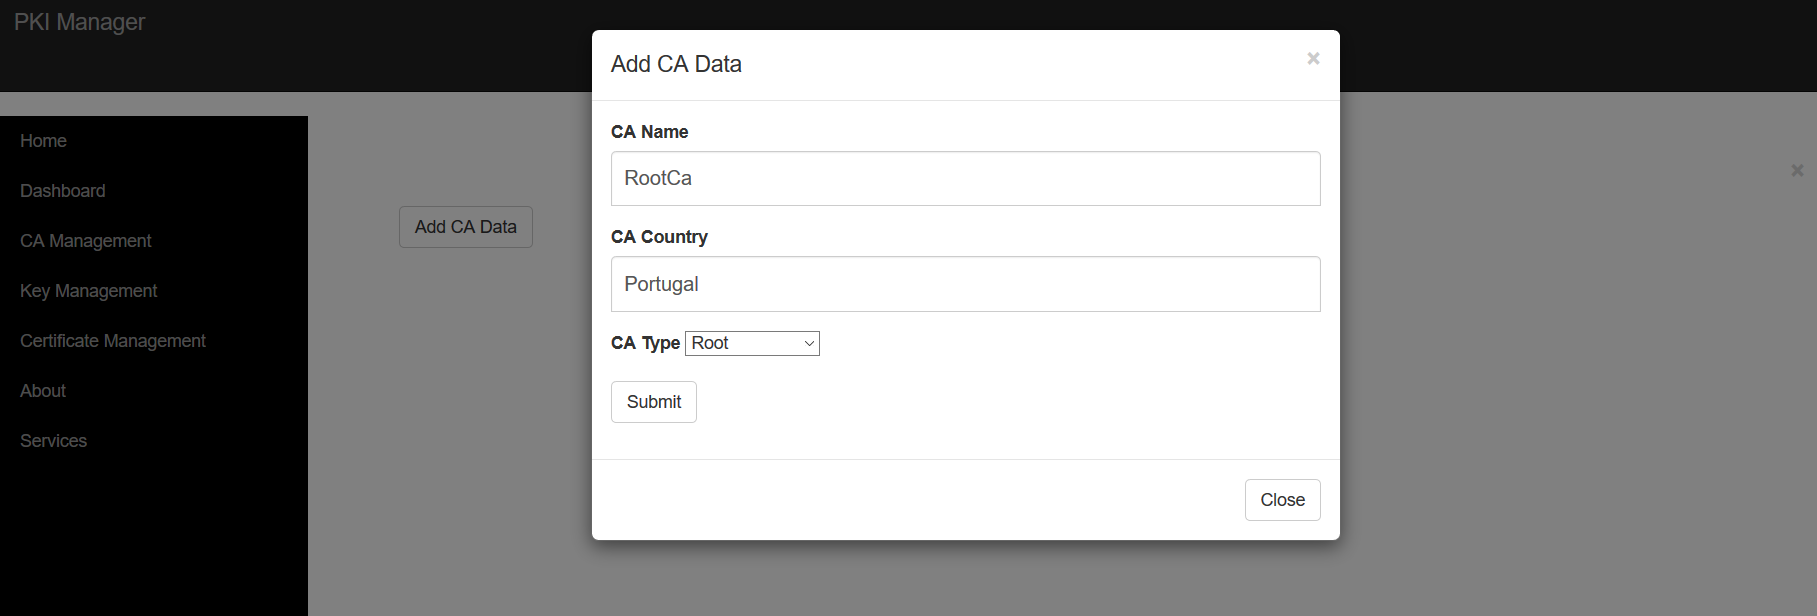 PKI Manager
Home
Dashboard
CA Management
Key Management
Certificate Management
About
Services
Add CA Data
Add CA Data
×
CA Name
RootCa
CA Country
Portugal
CA Type Root
Submit
Close
×